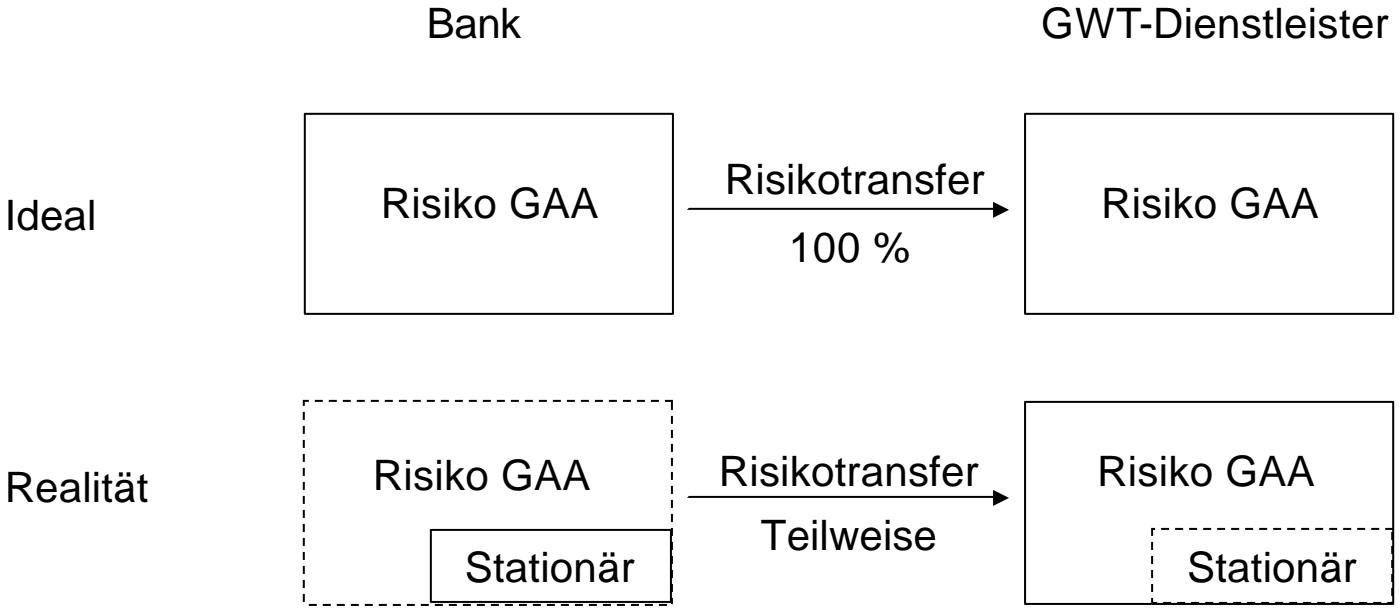 Bank
GWT-Dienstleister
Ideal
Risiko GAA
Risikotransfer
100 %
Risiko GAA
Realität
Risiko GAA
Stationär
Risikotransfer
Teilweise
Risiko GAA
Stationär